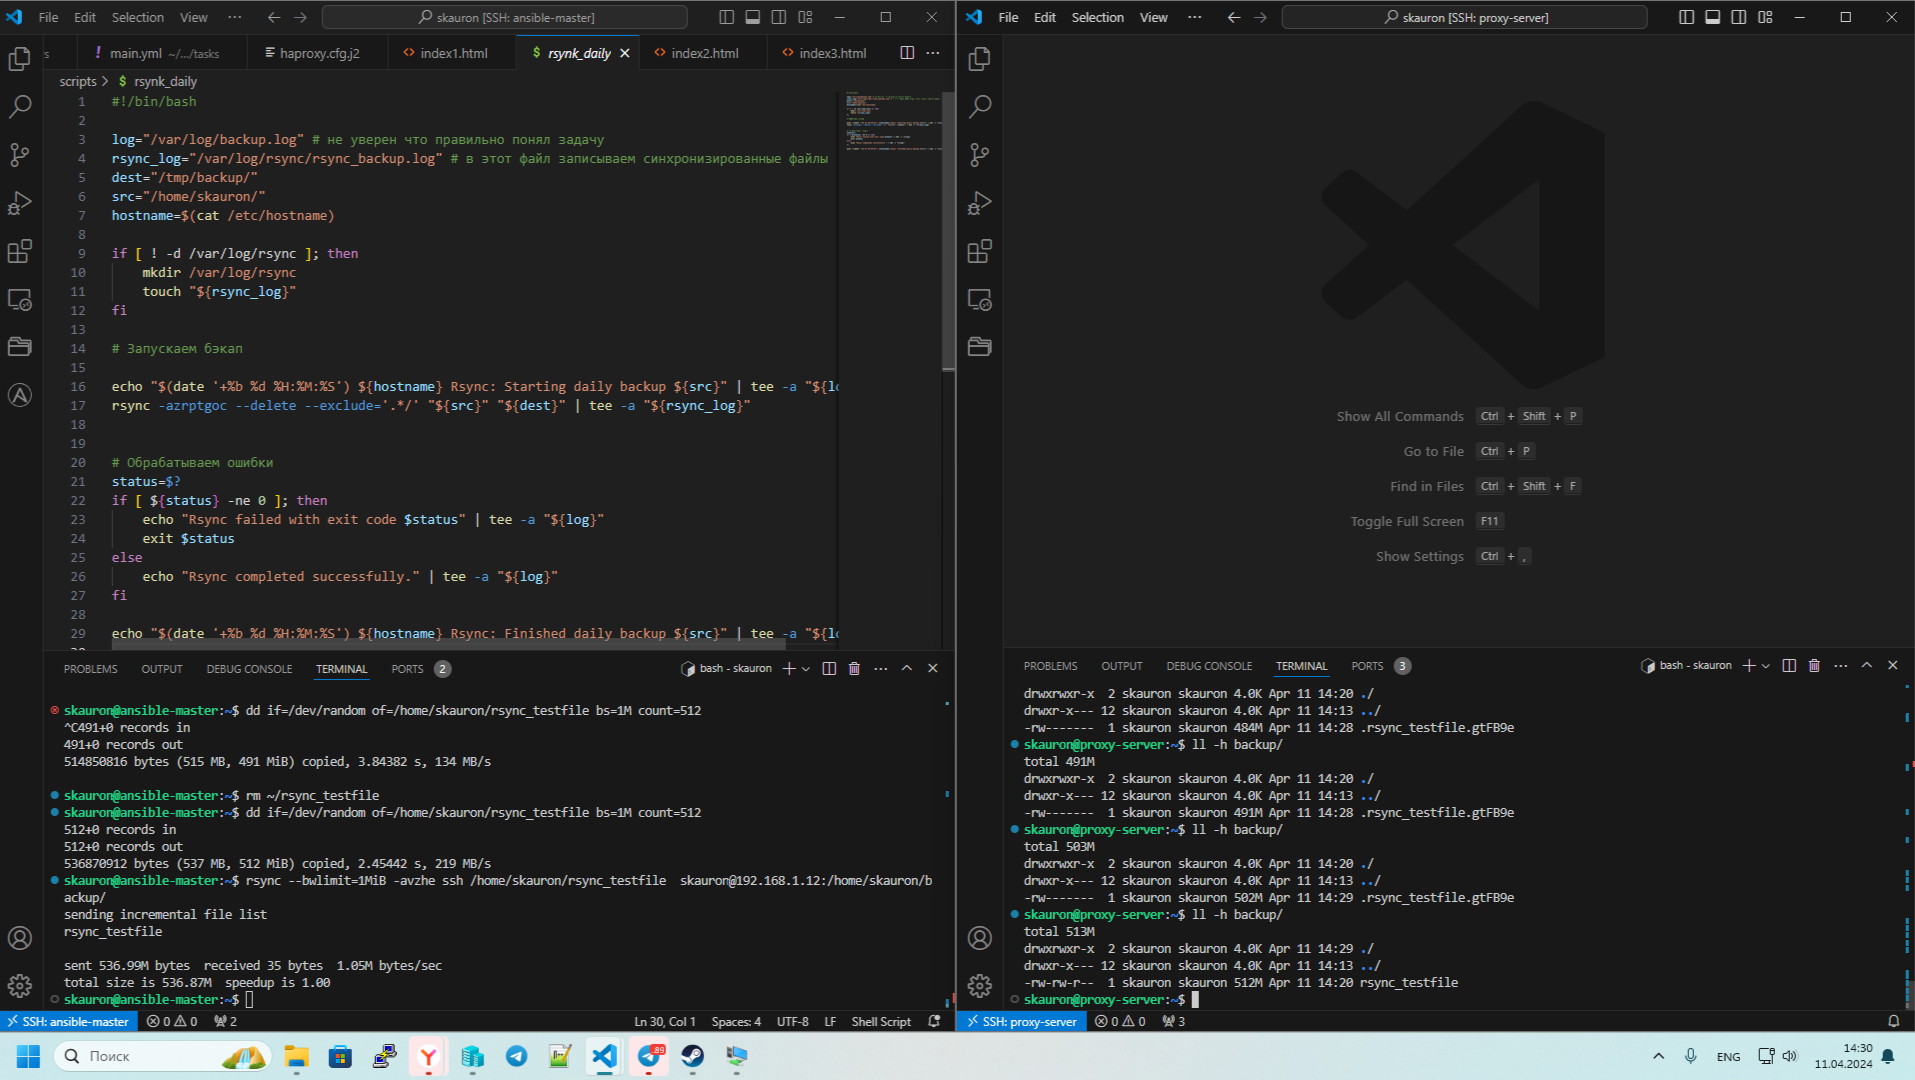 File Edit Selection View ··· skauron [SSH: ansible-master]
s ! main.yml ~/.../tasks haproxy.cfg.j2 <> index1.html $ rsynk_daily <> index2.html <> index3.html ···
scripts > $ rsynk_daily
1 #!/bin/bash
2
3 log="/var/log/backup.log" # не уверен что правильно понял задачу
4 rsync_log="/var/log/rsync/rsync_backup.log" # в этот файл записываем синхронизированные файлы
5 dest="/tmp/backup/"
6 src="/home/skauron/"
7 hostname=$(cat /etc/hostname)
8
9 if [ ! -d /var/log/rsync ]; then
10 mkdir /var/log/rsync
11 touch "${rsync_log}"
12 fi
13
14 # Запускаем бэкап
15
16 echo "$(date '+%b %d %H:%M:%S') ${hostname} Rsync: Starting daily backup ${src}" | tee -a "${lo
17 rsync -azrptgoc --delete --exclude='.*/' "${src}" "${dest}" | tee -a "${rsync_log}"
18
19
20 # Обрабатываем ошибки
21 status=$?
22 if [ ${status} -ne 0 ]; then
23 echo "Rsync failed with exit code $status" | tee -a "${log}"
24 exit $status
25 else
26 echo "Rsync completed successfully." | tee -a "${log}"
27 fi
28
29 echo "$(date '+%b %d %H:%M:%S') ${hostname} Rsync: Finished daily backup ${src}" | tee -a "${lo
PROBLEMS OUTPUT DEBUG CONSOLE TERMINAL PORTS 2 bash - skauron
skauron@ansible-master:~$ dd if=/dev/random of=/home/skauron/rsync_testfile bs=1M count=512
^C491+0 records in
491+0 records out
514850816 bytes (515 MB, 491 MiB) copied, 3.84382 s, 134 MB/s
skauron@ansible-master:~$ rm ~/rsync_testfile
skauron@ansible-master:~$ dd if=/dev/random of=/home/skauron/rsync_testfile bs=1M count=512
512+0 records in
512+0 records out
536870912 bytes (537 MB, 512 MiB) copied, 2.45442 s, 219 MB/s
skauron@ansible-master:~$ rsync --bwlimit=1MiB -avzhe ssh /home/skauron/rsync_testfile skauron@192.168.1.12:/home/skauron/b
ackup/
sending incremental file list
rsync_testfile
sent 536.99M bytes received 35 bytes 1.05M bytes/sec
total size is 536.87M speedup is 1.00
skauron@ansible-master:~$
SSH: ansible-master 0 0 2 Ln 30, Col 1 Spaces: 4 UTF-8 LF Shell Script
File Edit Selection View ··· skauron [SSH: proxy-server]
Show All Commands Ctrl + Shift + P
Go to File Ctrl + P
Find in Files Ctrl + Shift + F
Toggle Full Screen F11
Show Settings Ctrl + ,
PROBLEMS OUTPUT DEBUG CONSOLE TERMINAL PORTS 3 bash - skauron
drwxrwxr-x 2 skauron skauron 4.0K Apr 11 14:20 ./
drwxr-x--- 12 skauron skauron 4.0K Apr 11 14:13 ../
-rw------- 1 skauron skauron 484M Apr 11 14:28 .rsync_testfile.gtFB9e
skauron@proxy-server:~$ ll -h backup/
total 491M
drwxrwxr-x 2 skauron skauron 4.0K Apr 11 14:20 ./
drwxr-x--- 12 skauron skauron 4.0K Apr 11 14:13 ../
-rw------- 1 skauron skauron 491M Apr 11 14:28 .rsync_testfile.gtFB9e
skauron@proxy-server:~$ ll -h backup/
total 503M
drwxrwxr-x 2 skauron skauron 4.0K Apr 11 14:20 ./
drwxr-x--- 12 skauron skauron 4.0K Apr 11 14:13 ../
-rw------- 1 skauron skauron 502M Apr 11 14:29 .rsync_testfile.gtFB9e
skauron@proxy-server:~$ ll -h backup/
total 513M
drwxrwxr-x 2 skauron skauron 4.0K Apr 11 14:29 ./
drwxr-x--- 12 skauron skauron 4.0K Apr 11 14:13 ../
-rw-rw-r-- 1 skauron skauron 512M Apr 11 14:20 rsync_testfile
skauron@proxy-server:~$
SSH: proxy-server 0 0 3
Поиск 89 ENG 14:30
11.04.2024